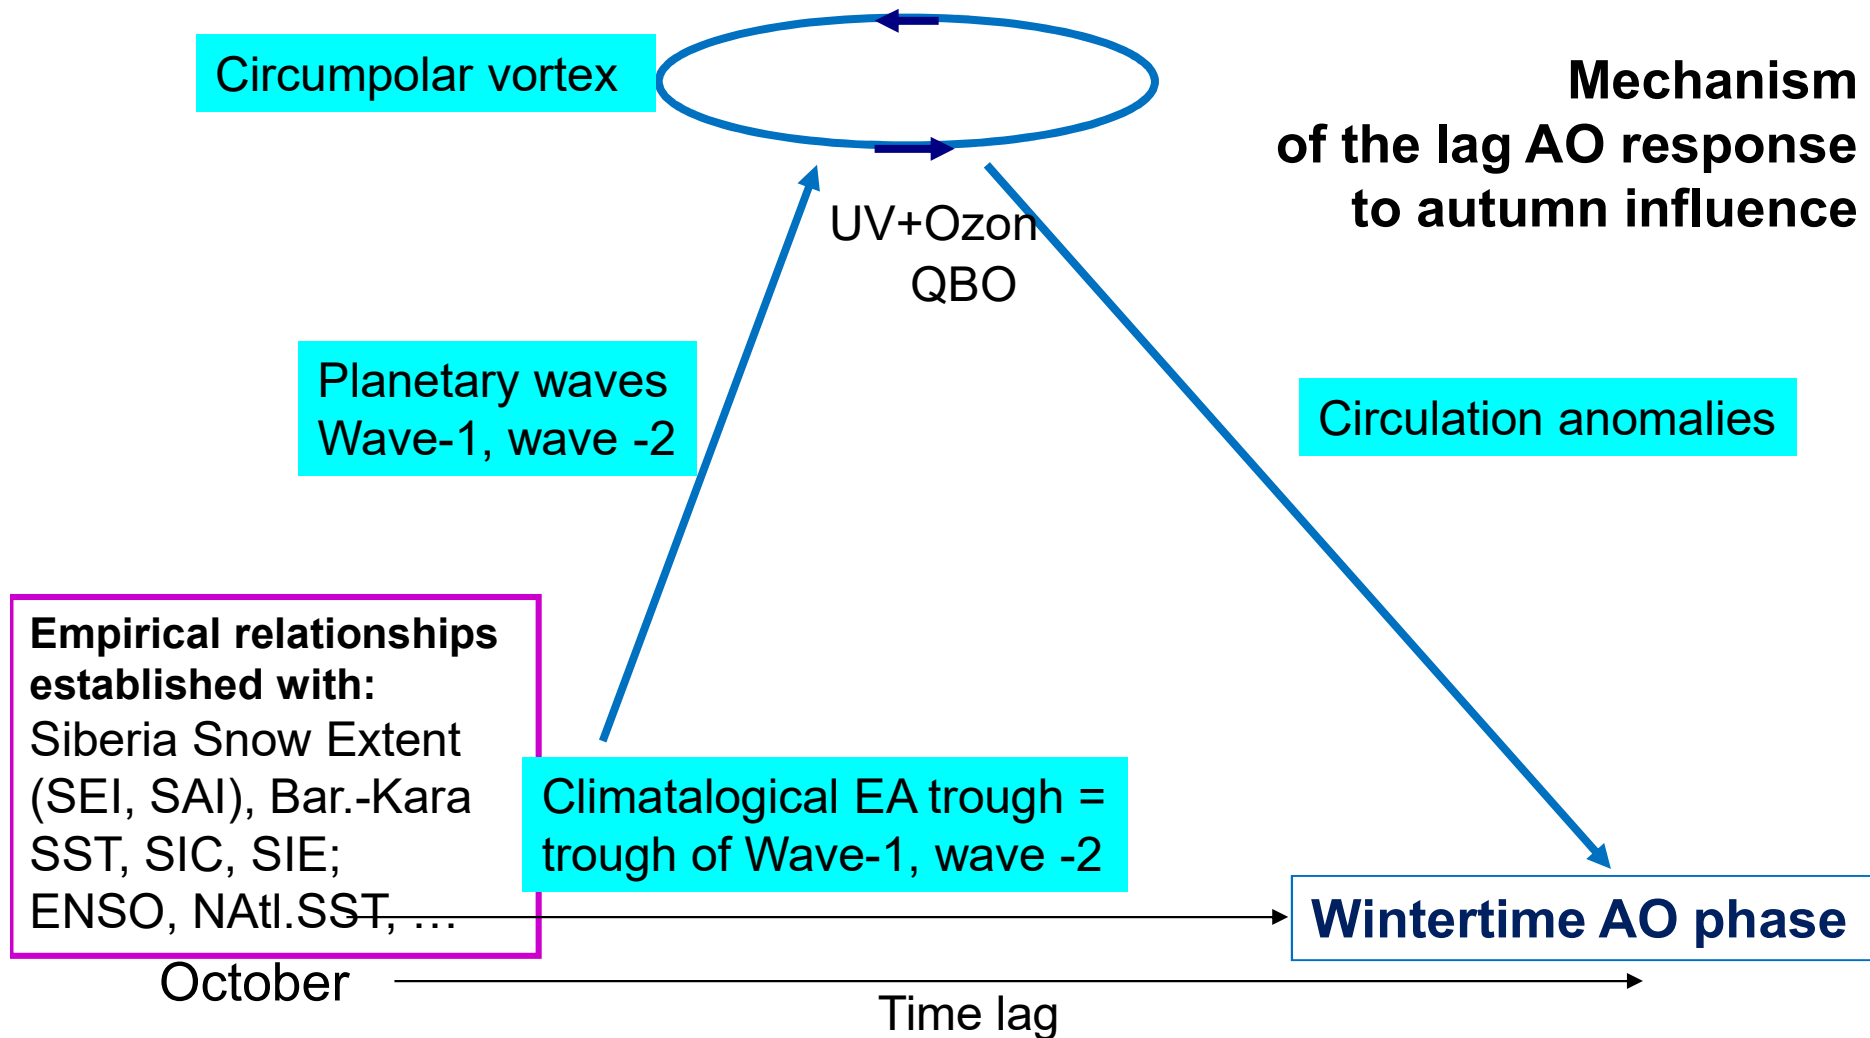 Circumpolar vortex
Mechanism
of the lag AO response
to autumn influence
UV+Ozon
QBO
Planetary waves
Wave-1, wave -2
Circulation anomalies
Empirical relationships
established with:
Siberia Snow Extent
(SEI, SAI), Bar.-Kara
SST, SIC, SIE;
ENSO, NAtl.SST, …
Climatalogical EA trough =
trough of Wave-1, wave -2
Wintertime AO phase
October
Time lag